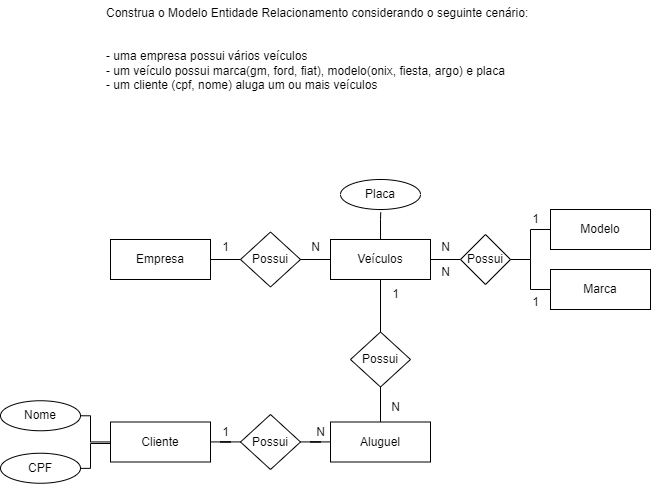 Construa o Modelo Entidade Relacionamento considerando o seguinte cenário:
- uma empresa possui vários veículos
- um veículo possui marca(gm, ford, fiat), modelo(onix, fiesta, argo) e placa
- um cliente (cpf, nome) aluga um ou mais veículos
Placa
1
Modelo
Empresa
1
Possui
N
Veículos
N
N
Possui
Marca
1
1
Possui
N
Nome
Cliente
1
Possui
N
Aluguel
CPF